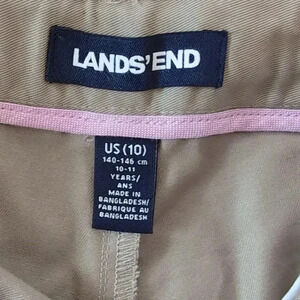 LANDS' END
US (10)
140-146 cm
10-11
YEARS/
ANS
MADE IN
BANGLADESH/
FABRIQUE AU
BANGLADESH